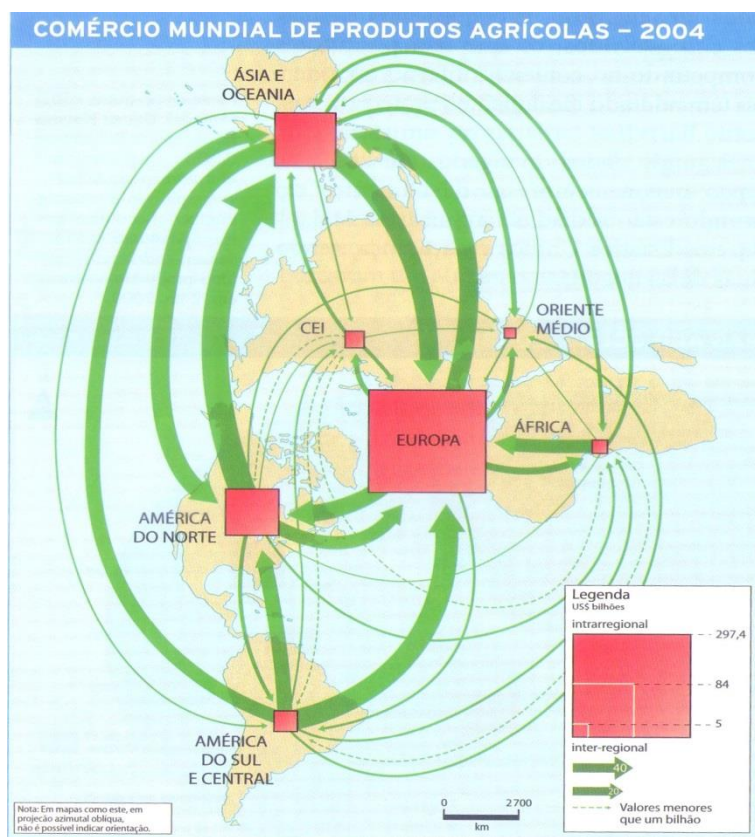 COMÉRCIO MUNDIAL DE PRODUTOS AGRÍCOLAS – 2004
ÁSIA E
OCEANIA
CEI
ORIENTE
MÉDIO
EUROPA
ÁFRICA
AMÉRICA
DO NORTE
AMÉRICA
DO SUL
E CENTRAL
Legenda
US$ bilhões
intrarregional
297,4
84
5
inter-regional
40
20
Valores menores
que um bilhão
0 2700
km
Nota: Em mapas como este, em
projeção azimutal oblíqua,
não é possível indicar orientação.